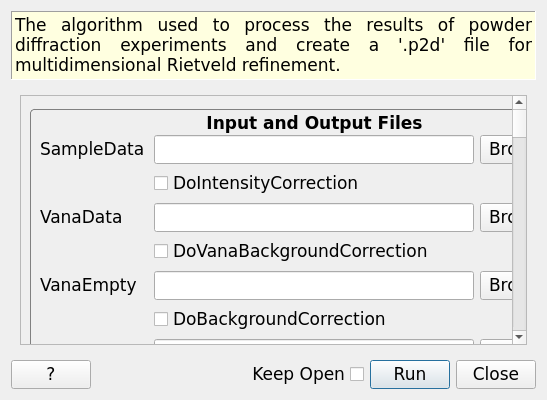 The algorithm used to process the results of powder
diffraction experiments and create a '.p2d' file for
multidimensional Rietveld refinement.
Input and Output Files
SampleData
Bro
DoIntensityCorrection
VanaData
Bro
DoVanaBackgroundCorrection
VanaEmpty
Bro
DoBackgroundCorrection
?
Keep Open
Run
Close